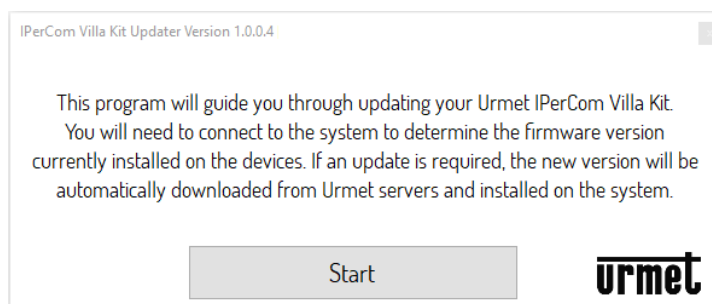 IPerCom Villa Kit Updater Version 1.0.0.4
This program will guide you through updating your Urmet IPerCom Villa Kit.
You will need to connect to the system to determine the firmware version
currently installed on the devices. If an update is required, the new version will be
automatically downloaded from Urmet servers and installed on the system.
Start
urmet